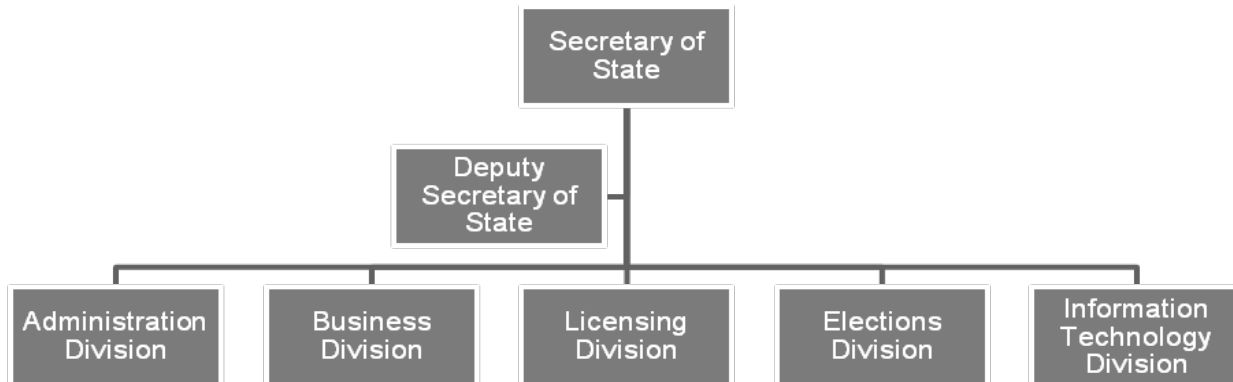 Secretary of
State
Deputy
Secretary of
State
Administration
Division
Business
Division
Licensing
Division
Elections
Division
Information
Technology
Division